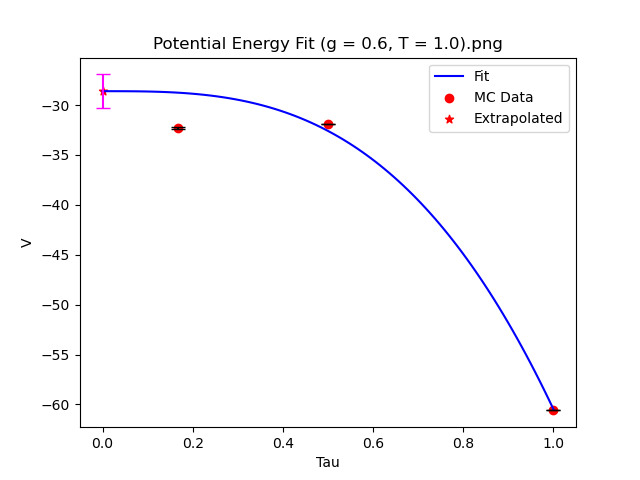 Potential Energy Fit (g = 0.6, T = 1.0).png
Fit
MC Data
Extrapolated
−30
−35
−40
−45
−50
−55
−60
V
0.0 0.2 0.4 0.6 0.8 1.0
Tau